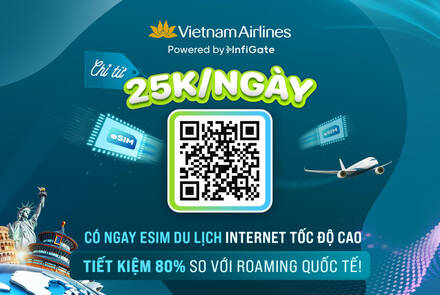 Vietnam Airlines
Powered by InfiGate
Chỉ từ
25K/NGÀY
eSIM
SIM
CÓ NGAY ESIM DU LỊCH INTERNET TỐC ĐỘ CAO
TIẾT KIỆM 80% SO VỚI ROAMING QUỐC TẾ!